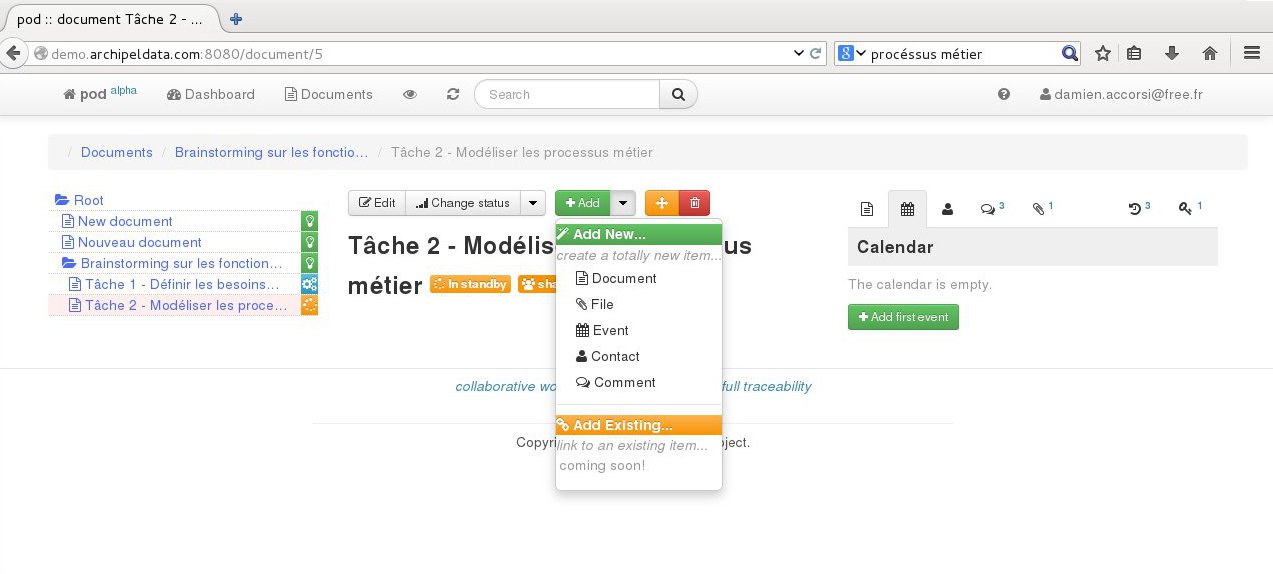 pod :: document Tâche 2 - ...
demo.archipeldata.com:8080/document/5
procéssus métier
pod alpha Dashboard Documents Search damien.accorsi@free.fr
/ Documents / Brainstorming sur les fonctio... / Tâche 2 - Modéliser les processus métier
Root
New document
Nouveau document
Brainstorming sur les fonction...
Tâche 1 - Définir les besoins...
Tâche 2 - Modéliser les proce...
Edit Change status Add
Tâche 2 - Modélis us
métier In standby sha
Add New...
create a totally new item...
Document
File
Event
Contact
Comment
Add Existing...
link to an existing item...
coming soon!
3 1 3 1
Calendar
The calendar is empty.
Add first event
collaborative wo full traceability
Copyri ject.